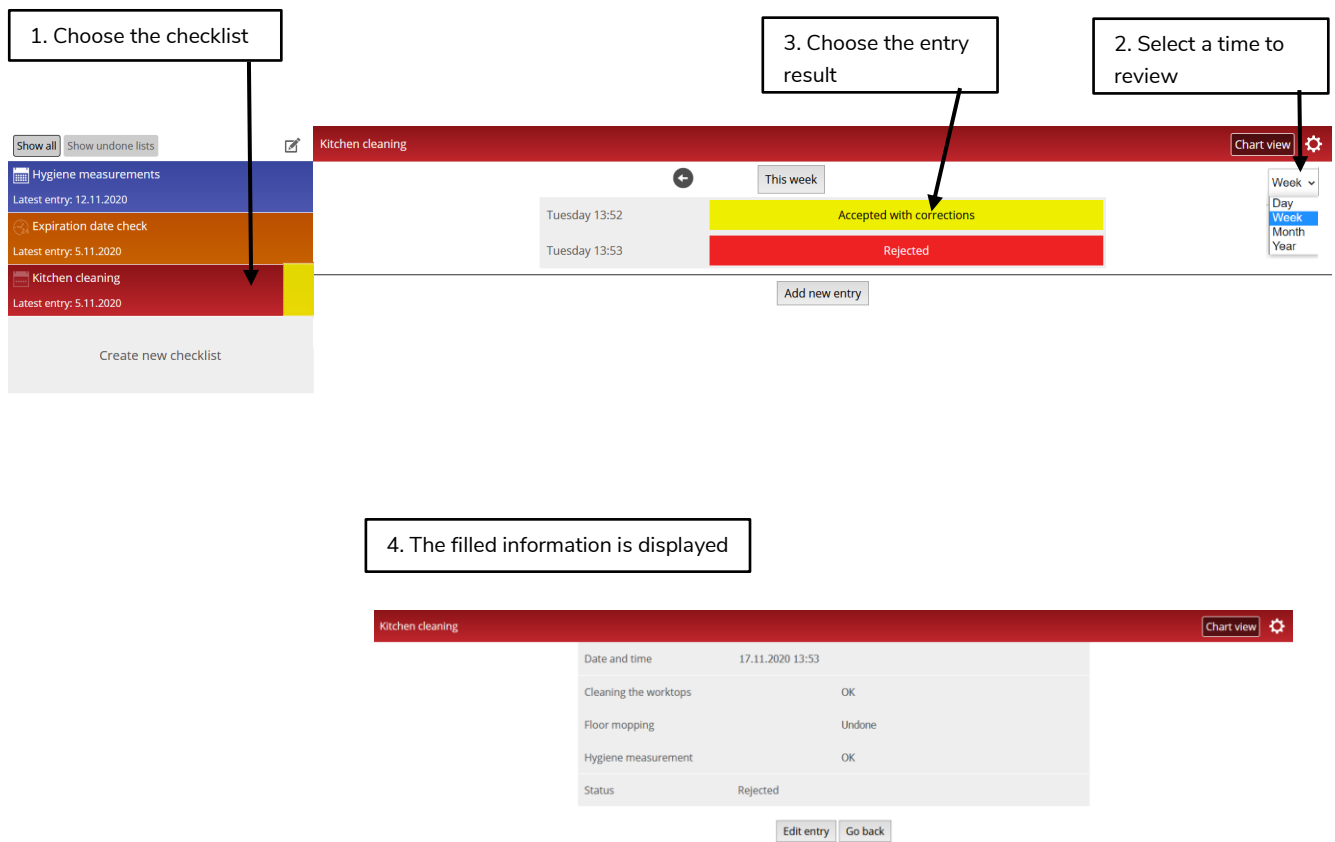 1. Choose the checklist
3. Choose the entry
result
2. Select a time to
review
Show all Show undone lists
Kitchen cleaning Chart view
Hygiene measurements
Latest entry: 12.11.2020
Expiration date check
Latest entry: 5.11.2020
Kitchen cleaning
Latest entry: 5.11.2020
Create new checklist
This week
Week
Day
Week
Month
Year
Tuesday 13:52 Accepted with corrections
Tuesday 13:53 Rejected
Add new entry
4. The filled information is displayed
Kitchen cleaning Chart view
Date and time 17.11.2020 13:53
Cleaning the worktops OK
Floor mopping Undone
Hygiene measurement OK
Status Rejected
Edit entry Go back